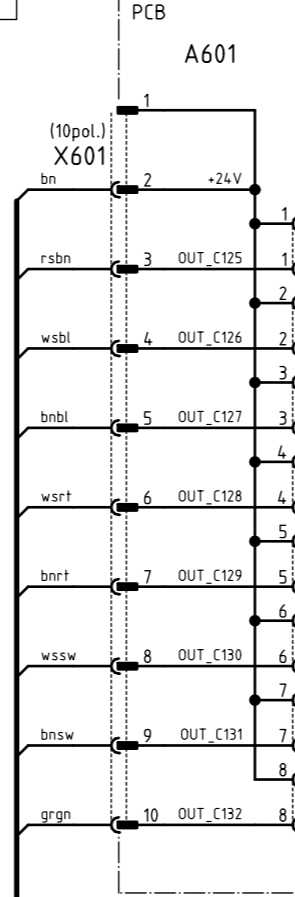 PCB
A601
1
(10pol.)
X601
bn 2 +24V
1
rsbn 3 OUT_C125 1
2
wsbl 4 OUT_C126 2
3
bnbl 5 OUT_C127 3
4
wsrt 6 OUT_C128 4
5
bnrt 7 OUT_C129 5
6
wssw 8 OUT_C130 6
7
bnsw 9 OUT_C131 7
8
grgn 10 OUT_C132 8